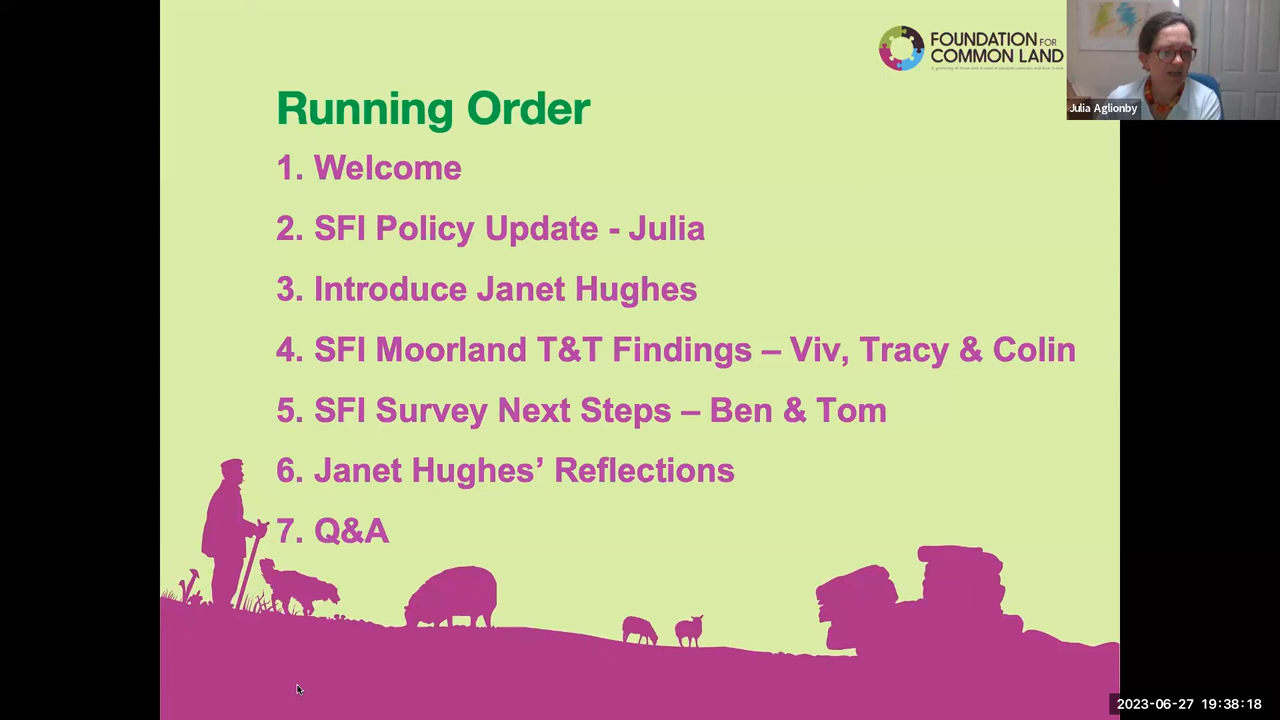 FOUNDATION FOR
COMMON LAND
Julia Aglionby
Running Order
1. Welcome
2. SFI Policy Update - Julia
3. Introduce Janet Hughes
4. SFI Moorland T&T Findings – Viv, Tracy & Colin
5. SFI Survey Next Steps – Ben & Tom
6. Janet Hughes’ Reflections
7. Q&A
2023-06-27 19:38:18